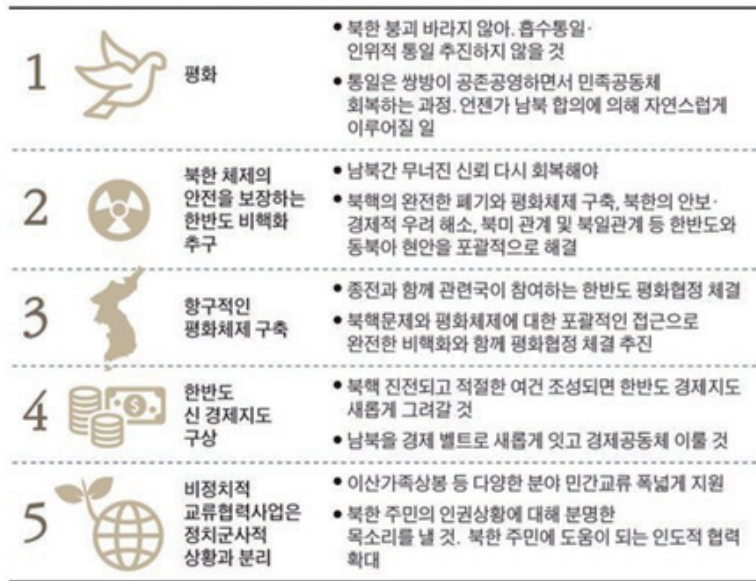 1
평화
• 북한 붕괴 바라지 않아. 흡수통일·
인위적 통일 추진하지 않을 것
• 통일은 쌍방이 공존공영하면서 민족공동체
회복하는 과정. 언젠가 남북 합의에 의해 자연스럽게
이루어질 일
2
북한 체제의
안전을 보장하는
한반도 비핵화
추구
• 남북간 무너진 신뢰 다시 회복해야
• 북핵의 완전한 폐기와 평화체제 구축, 북한의 안보·
경제적 우려 해소, 북미 관계 및 북일관계 등 한반도와
동북아 현안을 포괄적으로 해결
3
항구적인
평화체제 구축
• 종전과 함께 관련국이 참여하는 한반도 평화협정 체결
• 북핵문제와 평화체제에 대한 포괄적인 접근으로
완전한 비핵화와 함께 평화협정 체결 추진
4
$
한반도
신 경제지도
구상
• 북핵 진전되고 적절한 여건 조성되면 한반도 경제지도
새롭게 그려갈 것
• 남북을 경제 벨트로 새롭게 잇고 경제공동체 이룰 것
5
비정치적
교류협력사업은
정치군사적
상황과 분리
• 이산가족상봉 등 다양한 분야 민간교류 폭넓게 지원
• 북한 주민의 인권상황에 대해 분명한
목소리를 낼 것. 북한 주민에 도움이 되는 인도적 협력
확대